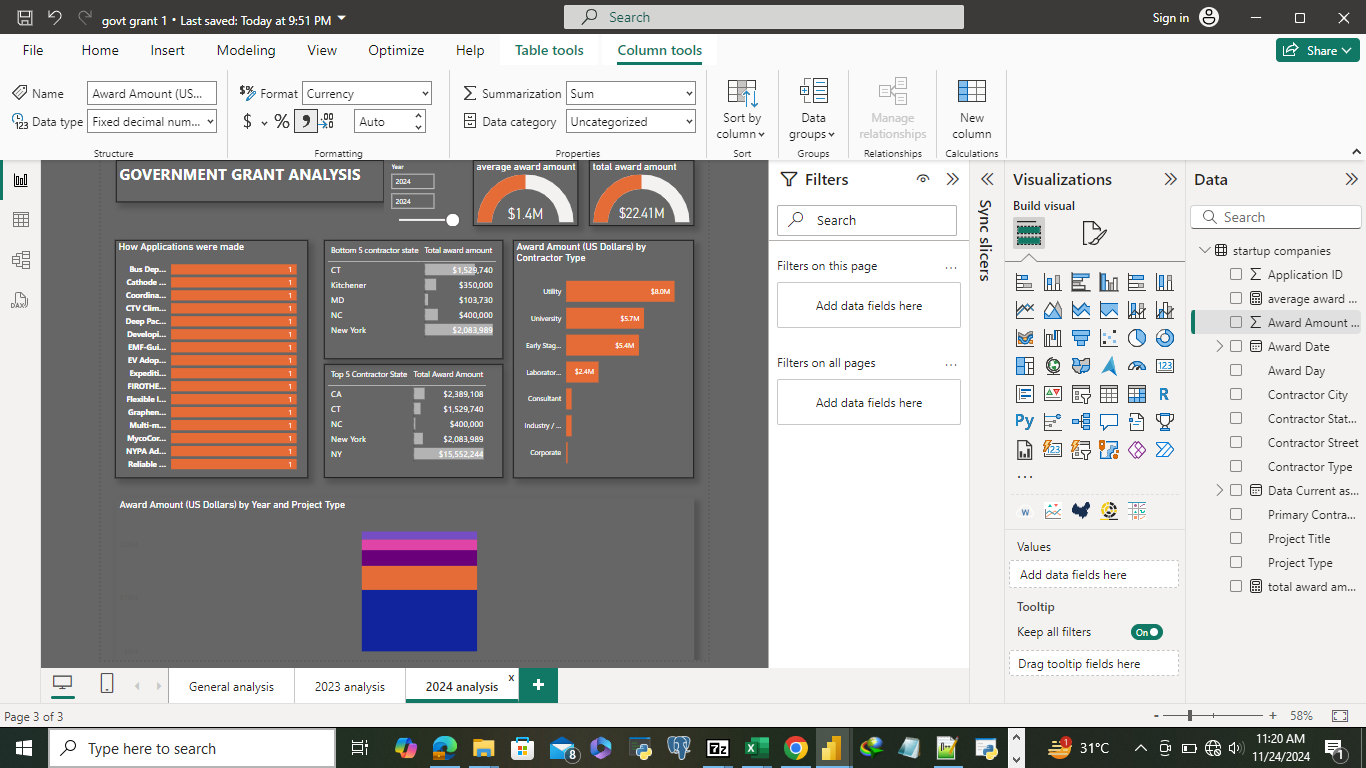 govt grant 1 • Last saved: Today at 9:51 PM
Search
Sign in
File Home Insert Modeling View Optimize Help Table tools Column tools
Share
Name Award Amount (US...
Data type Fixed decimal num...
Structure
$% Format Currency
$ % 9 Auto
Formatting
Summarization Sum
Data category Uncategorized
Properties
Sort by column
Sort
Data groups
Groups
Manage relationships
Relationships
New column
Calculations
GOVERNMENT GRANT ANALYSIS
Year
2024
2024
average award amount
$1.4M
total award amount
$22.41M
How Applications were made
Bus Dep... 1
Cathode ... 1
Coordina... 1
CTV Clim... 1
Deep Pac... 1
Developi... 1
EMF-Gui... 1
EV Adop... 1
Expediti... 1
FIROTHE... 1
Flexible I... 1
Graphen... 1
Multi-m... 1
MycoCor... 1
NYPA Ad... 1
Reliable ... 1
Bottom 5 contractor state Total award amount
CT $1,529,740
Kitchener $350,000
MD $103,730
NC $400,000
New York $2,083,989
Top 5 Contractor State Total Award Amount
CA $2,389,108
CT $1,529,740
NC $400,000
New York $2,083,989
NY $15,552,244
Award Amount (US Dollars) by
Contractor Type
Utility $8.0M
University $5.7M
Early Stag... $5.4M
Laborator... $2.4M
Consultant
Industry / ...
Corporate
Award Amount (US Dollars) by Year and Project Type
Filters
Search
Filters on this page ...
Add data fields here
Filters on all pages ...
Add data fields here
Sync slicers
Visualizations
Build visual
123
R
Py
123
...
W
Values
Add data fields here
Tooltip
Keep all filters On
Drag tooltip fields here
Data
Search
startup companies
Application ID
average award ...
Award Amount ...
Award Date
Award Day
Contractor City
Contractor Stat...
Contractor Street
Contractor Type
Data Current as...
Primary Contra...
Project Title
Project Type
total award am...
DAX
General analysis 2023 analysis 2024 analysis x +
Page 3 of 3
- + 58%
Type here to search
8
7z
1
31°C
11:20 AM
11/24/2024
1